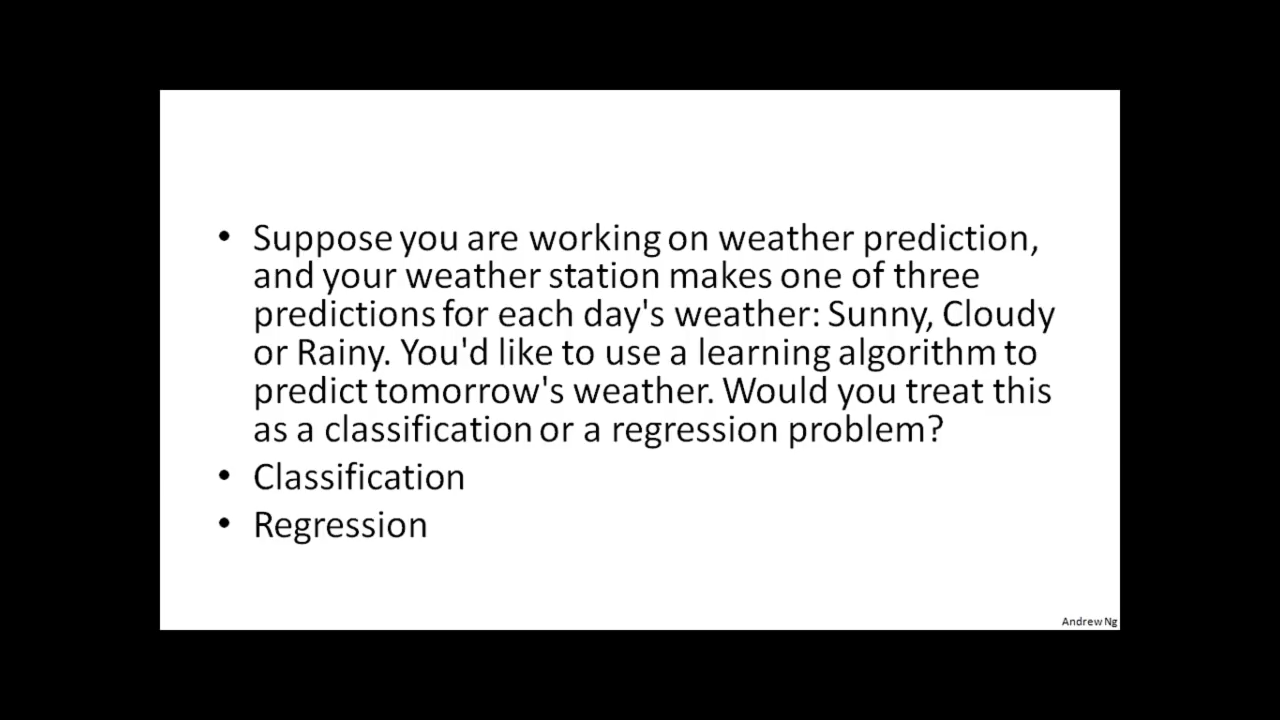 • Suppose you are working on weather prediction,
and your weather station makes one of three
predictions for each day's weather: Sunny, Cloudy
or Rainy. You'd like to use a learning algorithm to
predict tomorrow's weather. Would you treat this
as a classification or a regression problem?
• Classification
• Regression
Andrew Ng